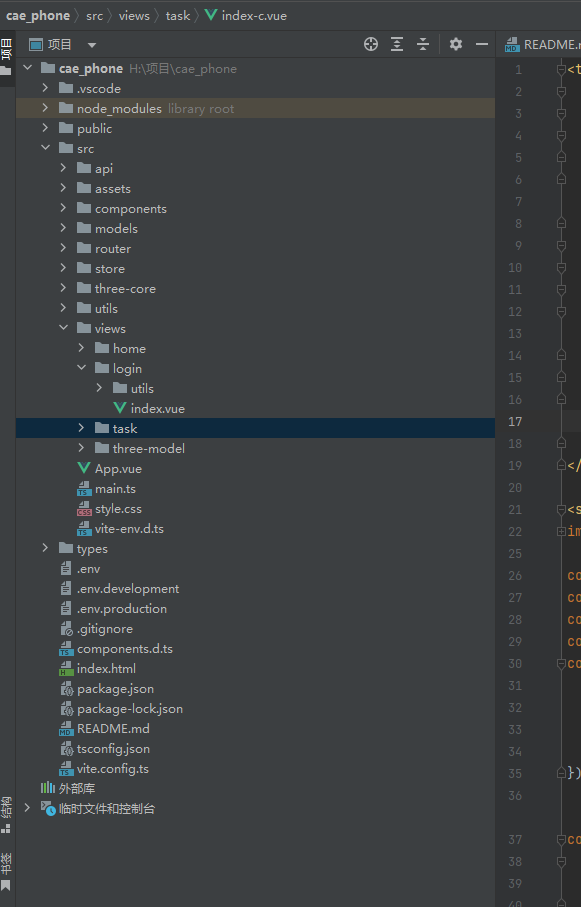 cae_phone 〉 src 〉 views 〉 task 〉 index-c.vue
项目
项目
README.m
cae_phone H:\项目\cae_phone
.vscode
node_modules library root
public
src
api
assets
components
models
router
store
three-core
utils
views
home
login
utils
index.vue
task
three-model
App.vue
main.ts
style.css
vite-env.d.ts
types
.env
.env.development
.env.production
.gitignore
components.d.ts
index.html
package.json
package-lock.json
README.md
tsconfig.json
vite.config.ts
外部库
临时文件和控制台
结构
书签
1 <t
2
3
4
5
6
7
8
9
10
11
12
13
14
15
16
17
18
19 </
20
21 <s
22 im
25
26 co
27 co
28 co
29 co
30 co
31
32
33
34
35 })
36
37 co
38
39
40